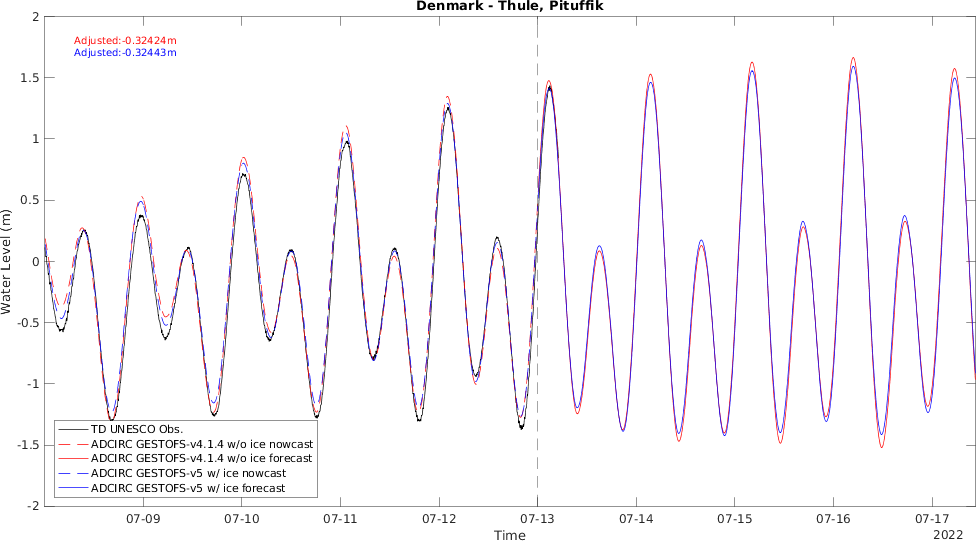 Denmark - Thule, Pituffik
Adjusted:-0.32424m
Adjusted:-0.32443m
2
1.5
1
0.5
0
-0.5
-1
-1.5
-2
Water Level (m)
TD UNESCO Obs.
ADCIRC GESTOFS-v4.1.4 w/o ice nowcast
ADCIRC GESTOFS-v4.1.4 w/o ice forecast
ADCIRC GESTOFS-v5 w/ ice nowcast
ADCIRC GESTOFS-v5 w/ ice forecast
07-09 07-10 07-11 07-12 07-13 07-14 07-15 07-16 07-17
Time
2022